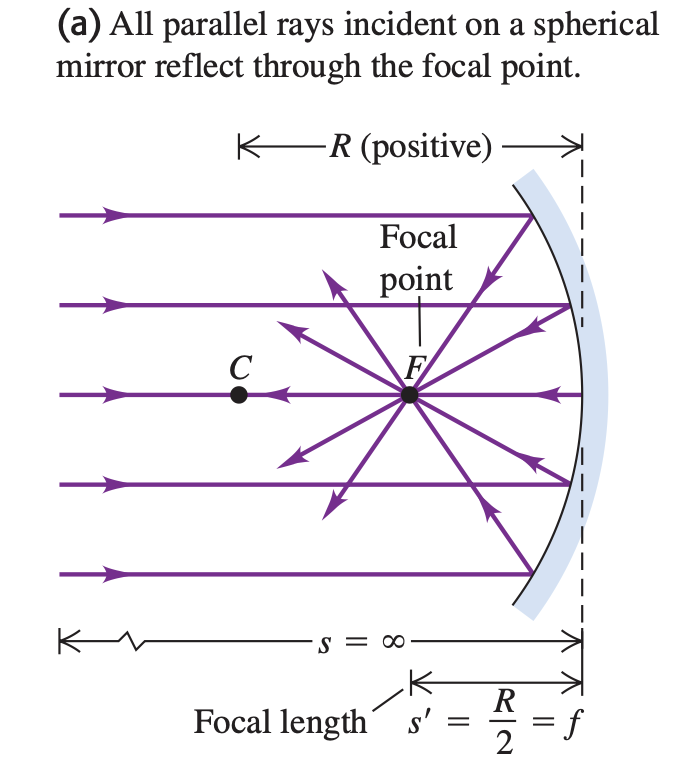 (a) All parallel rays incident on a spherical
mirror reflect through the focal point.
R (positive)
Focal
point
C
F
s = ∞
Focal length
s′ = R/2 = f